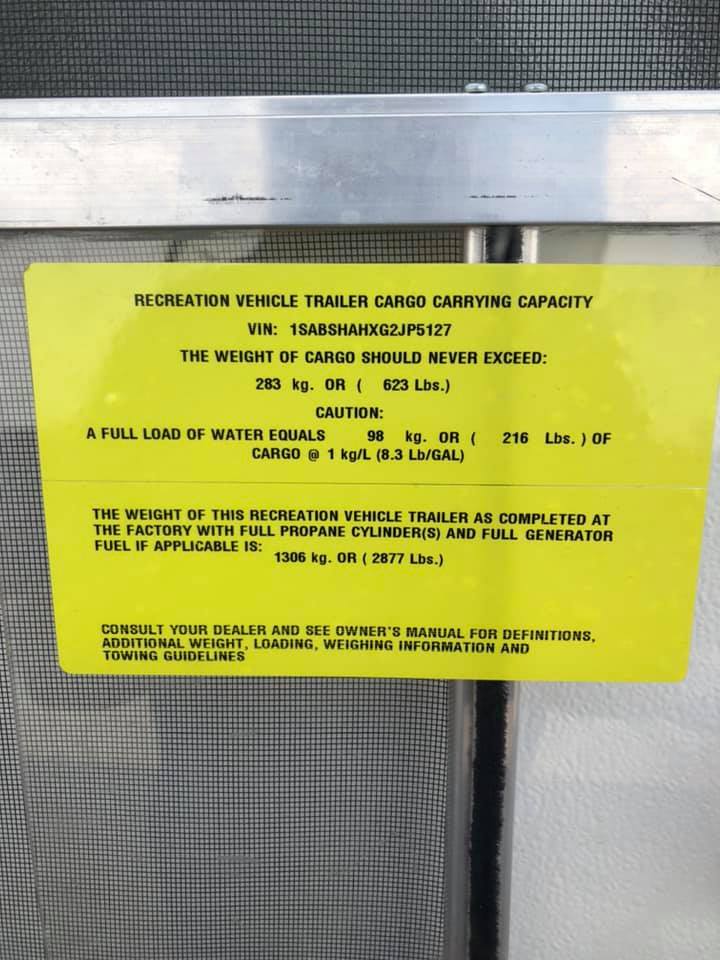 RECREATION VEHICLE TRAILER CARGO CARRYING CAPACITY
VIN: 1SABSHAHXG2JP5127
THE WEIGHT OF CARGO SHOULD NEVER EXCEED:
283 kg. OR ( 623 Lbs.)
CAUTION:
A FULL LOAD OF WATER EQUALS 98 kg. OR ( 216 Lbs. ) OF
CARGO @ 1 kg/L (8.3 Lb/GAL)
THE WEIGHT OF THIS RECREATION VEHICLE TRAILER AS COMPLETED AT
THE FACTORY WITH FULL PROPANE CYLINDER(S) AND FULL GENERATOR
FUEL IF APPLICABLE IS:
1306 kg. OR ( 2877 Lbs.)
CONSULT YOUR DEALER AND SEE OWNER'S MANUAL FOR DEFINITIONS,
ADDITIONAL WEIGHT, LOADING, WEIGHING INFORMATION AND
TOWING GUIDELINES